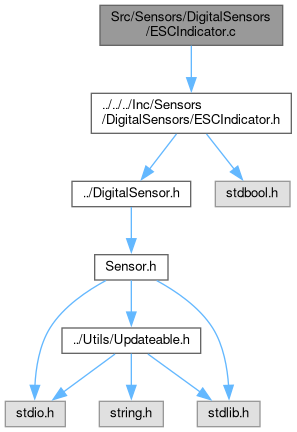 Src/Sensors/DigitalSensors
/ESCIndicator.c
../../../Inc/Sensors
/DigitalSensors/ESCIndicator.h
../DigitalSensor.h
stdbool.h
Sensor.h
../Utils/Updateable.h
stdio.h
string.h
stdlib.h